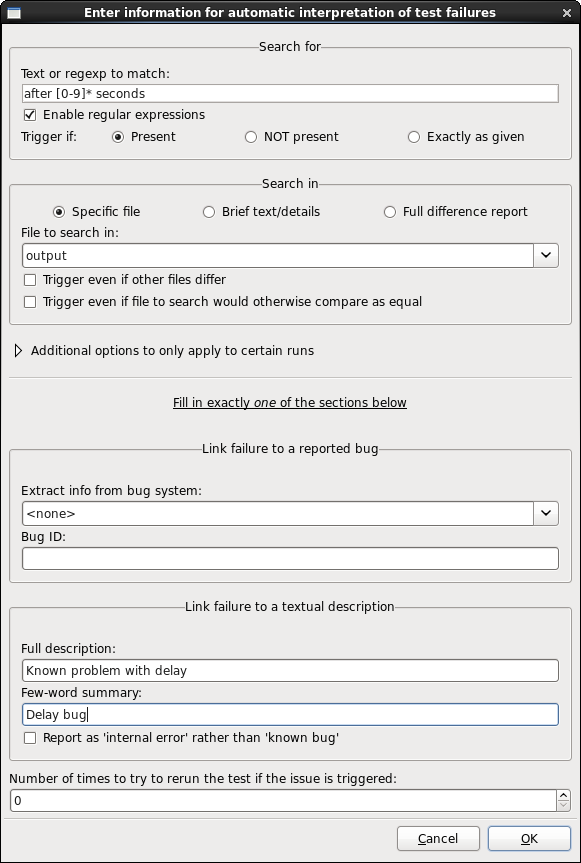 Enter information for automatic interpretation of test failures
Search for
Text or regexp to match:
after [0-9]* seconds
Enable regular expressions
Trigger if: Present NOT present Exactly as given
Search in
Specific file Brief text/details Full difference report
File to search in:
output
Trigger even if other files differ
Trigger even if file to search would otherwise compare as equal
Additional options to only apply to certain runs
Fill in exactly one of the sections below
Link failure to a reported bug
Extract info from bug system:
<none>
Bug ID:
Link failure to a textual description
Full description:
Known problem with delay
Few-word summary:
Delay bug
Report as 'internal error' rather than 'known bug'
Number of times to try to rerun the test if the issue is triggered:
0
Cancel OK